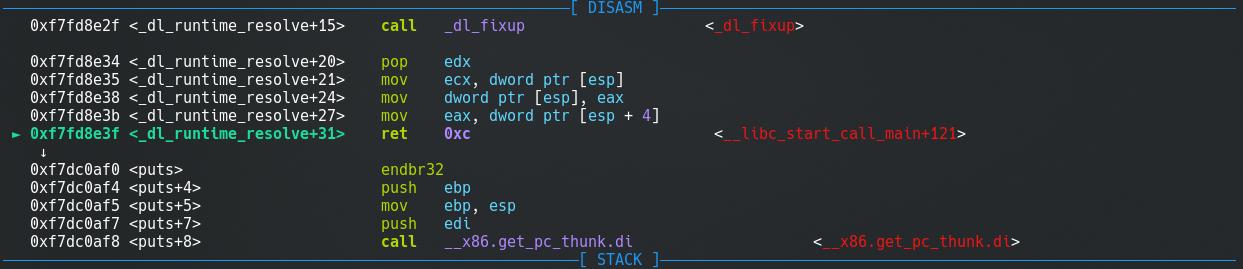 [ DISASM ]
0xf7fd8e2f <_dl_runtime_resolve+15> call _dl_fixup <_dl_fixup>
0xf7fd8e34 <_dl_runtime_resolve+20> pop edx
0xf7fd8e35 <_dl_runtime_resolve+21> mov ecx, dword ptr [esp]
0xf7fd8e38 <_dl_runtime_resolve+24> mov dword ptr [esp], eax
0xf7fd8e3b <_dl_runtime_resolve+27> mov eax, dword ptr [esp + 4]
► 0xf7fd8e3f <_dl_runtime_resolve+31> ret 0xc <__libc_start_call_main+121>
↓
0xf7dc0af0 <puts> endbr32
0xf7dc0af4 <puts+4> push ebp
0xf7dc0af5 <puts+5> mov ebp, esp
0xf7dc0af7 <puts+7> push edi
0xf7dc0af8 <puts+8> call __x86.get_pc_thunk.di <__x86.get_pc_thunk.di>
[ STACK ]